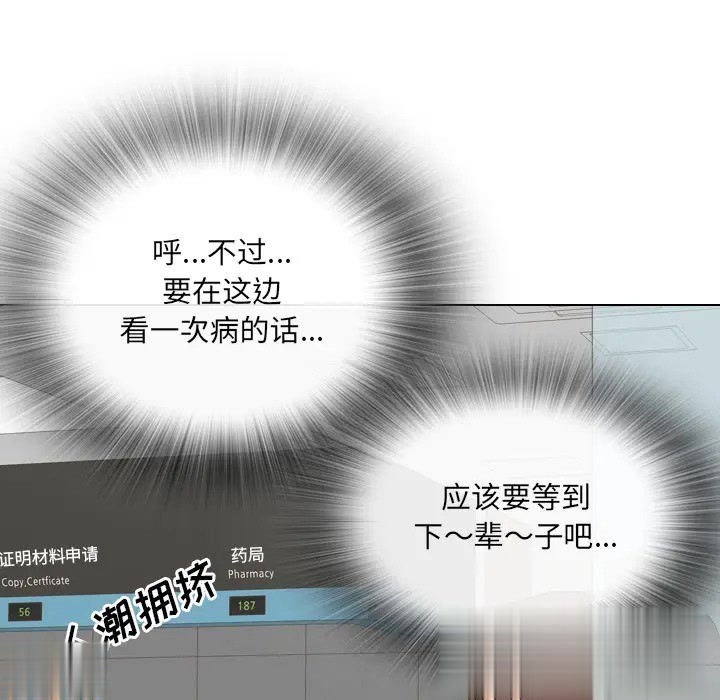 呼...不过...
要在这边
看一次病的话...
应该要等到
下～辈～子吧...
证明材料申请
Copy,Certficate
56
药局
Pharmacy
187
潮拥挤